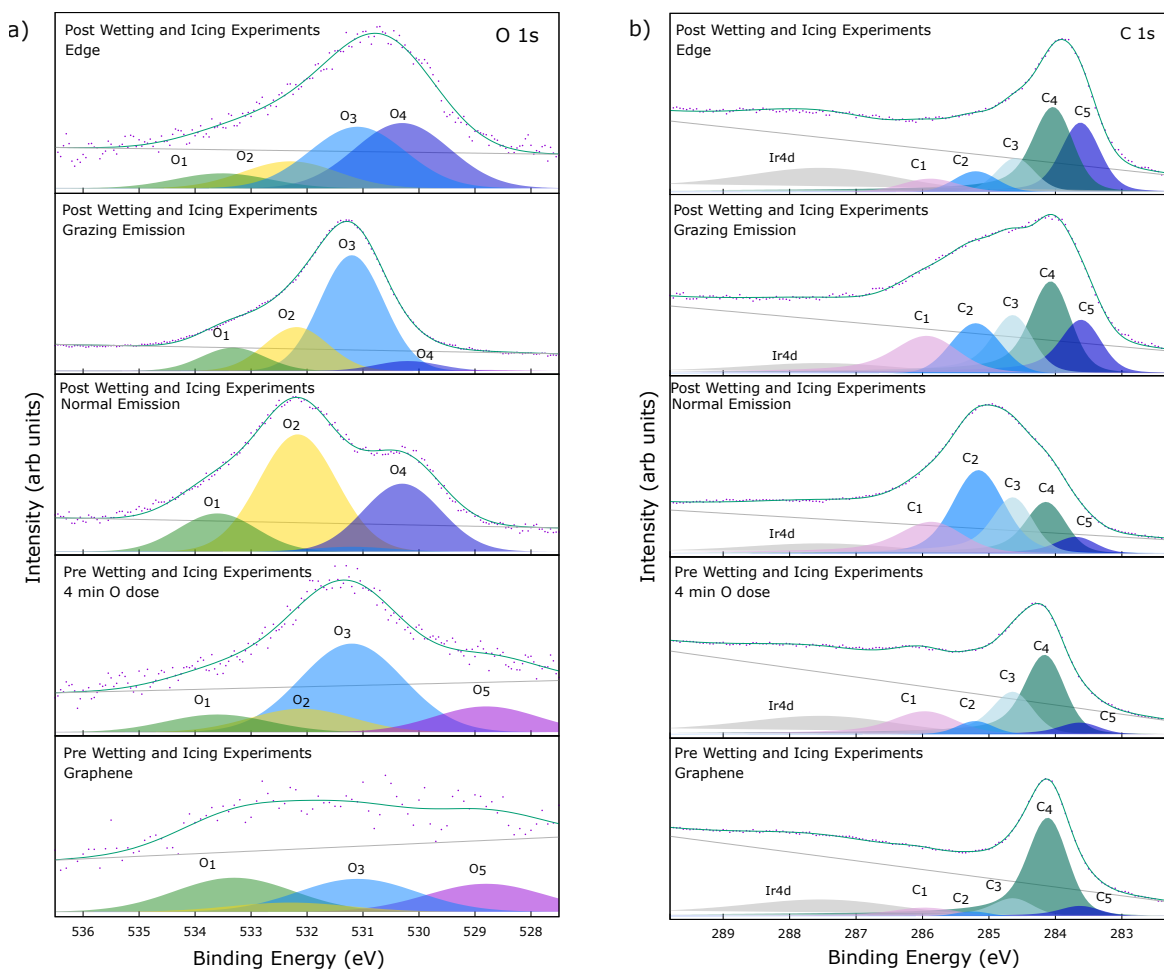 a)
Post Wetting and Icing Experiments
Edge
O 1s
O1
O2
O3
O4
Post Wetting and Icing Experiments
Grazing Emission
O1
O2
O3
O4
Post Wetting and Icing Experiments
Normal Emission
O1
O2
O4
Pre Wetting and Icing Experiments
4 min O dose
O1
O2
O3
O5
Pre Wetting and Icing Experiments
Graphene
O1
O3
O5
Intensity (arb units)
536 535 534 533 532 531 530 529 528
Binding Energy (eV)
b)
Post Wetting and Icing Experiments
Edge
C 1s
Ir4d
C1
C2
C3
C4
C5
Post Wetting and Icing Experiments
Grazing Emission
Ir4d
C1
C2
C3
C4
C5
Post Wetting and Icing Experiments
Normal Emission
Ir4d
C1
C2
C3
C4
C5
Pre Wetting and Icing Experiments
4 min O dose
Ir4d
C1
C2
C3
C4
C5
Pre Wetting and Icing Experiments
Graphene
Ir4d
C1
C2
C3
C4
C5
Intensity (arb units)
289 288 287 286 285 284 283
Binding Energy (eV)